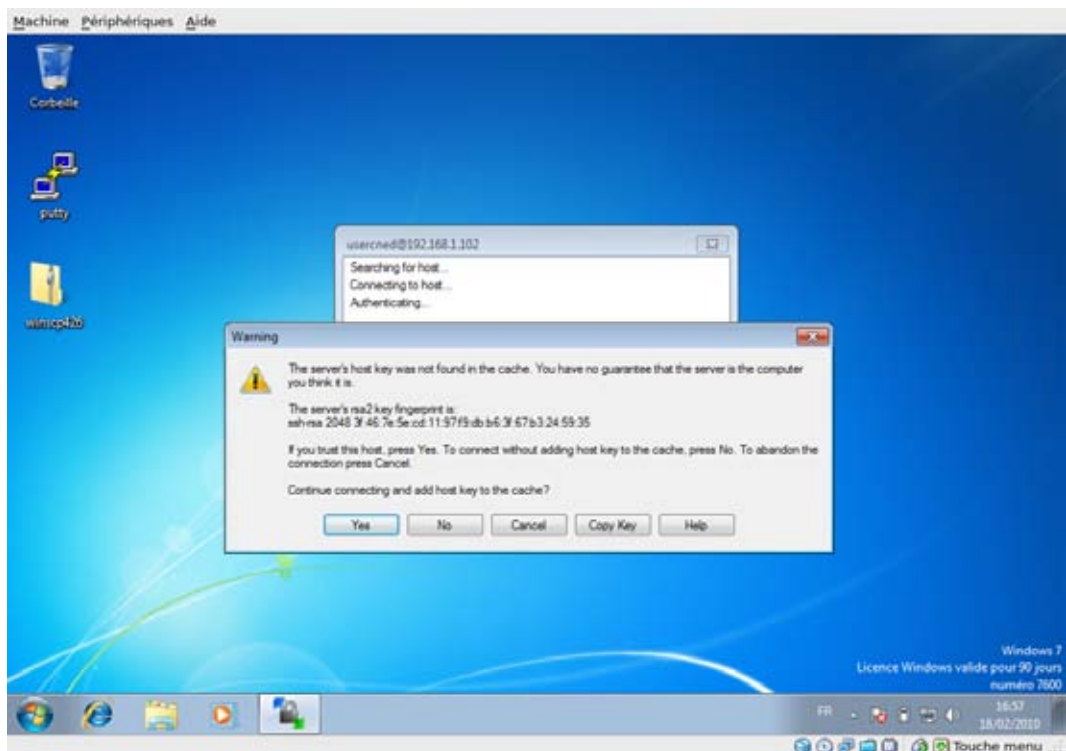 Machine Périphériques Aide
Corbeille
putty
winscp426
usercned@192.168.1.102
Searching for host...
Connecting to host...
Authenticating...
Warning
The server's host key was not found in the cache. You have no guarantee that the server is the computer
you think it is.
The server's rsa2 key fingerprint is:
ssh-rsa 2048 3f:46:7e:5e:cd:11:97:f9:db:b6:3f:67:b3:24:59:35
If you trust this host, press Yes. To connect without adding host key to the cache, press No. To abandon the
connection press Cancel.
Continue connecting and add host key to the cache?
Yes No Cancel Copy Key Help
Windows 7
Licence Windows valide pour 90 jours
numéro 7600
FR
16:57
18/02/2010
Touche menu